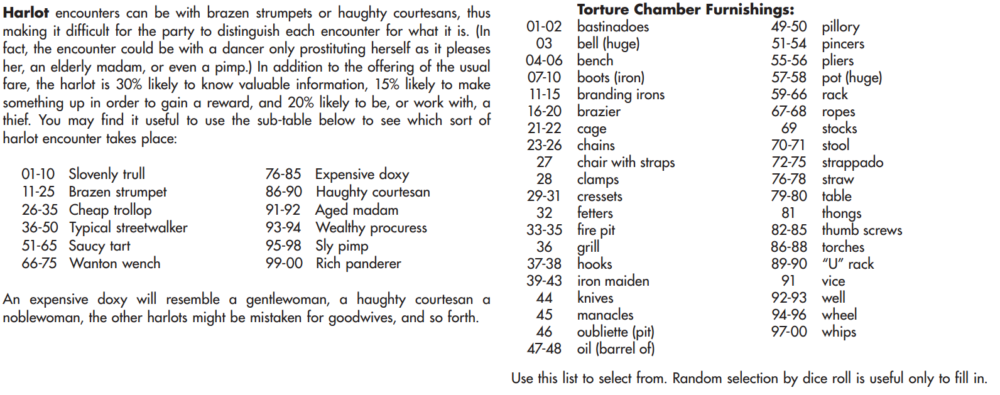 Harlot encounters can be with brazen strumpets or haughty courtesans, thus
making it difficult for the party to distinguish each encounter for what it is. (In
fact, the encounter could be with a dancer only prostituting herself as it pleases
her, an elderly madam, or even a pimp.) In addition to the offering of the usual
fare, the harlot is 30% likely to know valuable information, 15% likely to make
something up in order to gain a reward, and 20% likely to be, or work with, a
thief. You may find it useful to use the sub-table below to see which sort of
harlot encounter takes place:
01-10 Slovenly trull
11-25 Brazen strumpet
26-35 Cheap trollop
36-50 Typical streetwalker
51-65 Saucy tart
66-75 Wanton wench
76-85 Expensive doxy
86-90 Haughty courtesan
91-92 Aged madam
93-94 Wealthy procuress
95-98 Sly pimp
99-00 Rich panderer
An expensive doxy will resemble a gentlewoman, a haughty courtesan a
noblewoman, the other harlots might be mistaken for goodwives, and so forth.
Torture Chamber Furnishings:
01-02 bastinadoes
03 bell (huge)
04-06 bench
07-10 boots (iron)
11-15 branding irons
16-20 brazier
21-22 cage
23-26 chains
27 chair with straps
28 clamps
29-31 cressets
32 fetters
33-35 fire pit
36 grill
37-38 hooks
39-43 iron maiden
44 knives
45 manacles
46 oubliette (pit)
47-48 oil (barrel of)
49-50 pillory
51-54 pincers
55-56 pliers
57-58 pot (huge)
59-66 rack
67-68 ropes
69 stocks
70-71 stool
72-75 strappado
76-78 straw
79-80 table
81 thongs
82-85 thumb screws
86-88 torches
89-90 “U” rack
91 vice
92-93 well
94-96 wheel
97-00 whips
Use this list to select from. Random selection by dice roll is useful only to fill in.